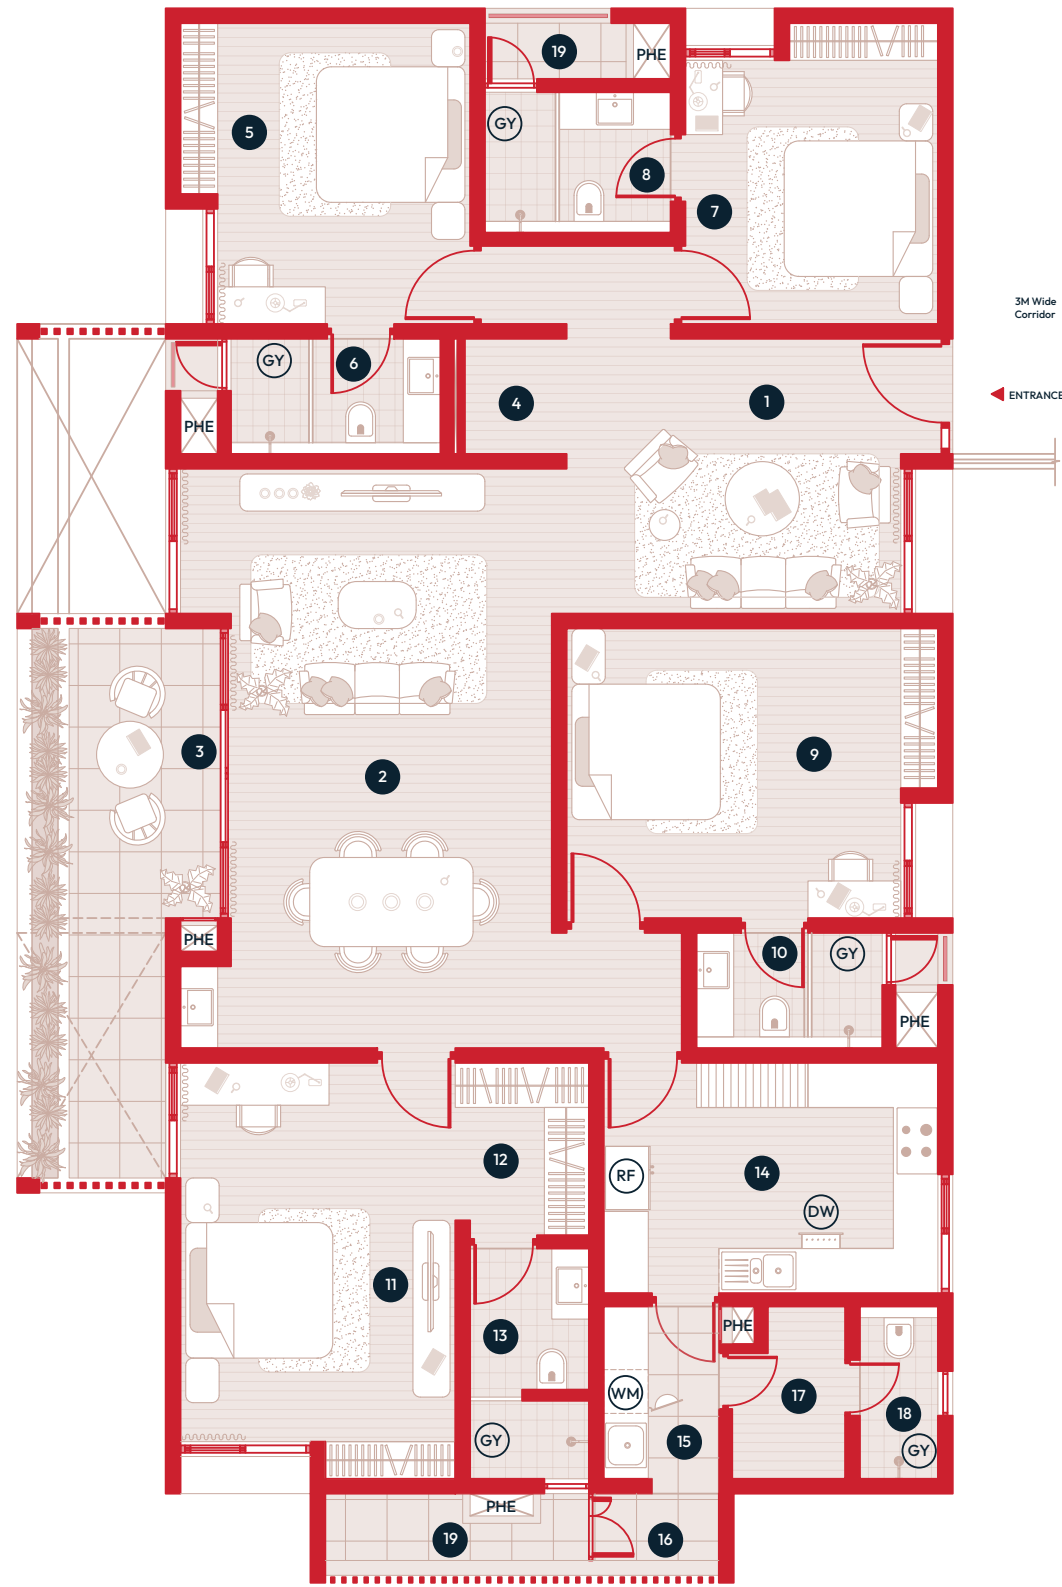 19
PHE
GY
5
8
7
3M Wide
Corridor
GY
6
4
1
ENTRANCE
PHE
3
2
9
PHE
10
GY
PHE
12
RF
14
DW
11
PHE
13
WM
17
18
GY
15
GY
PHE
19
16